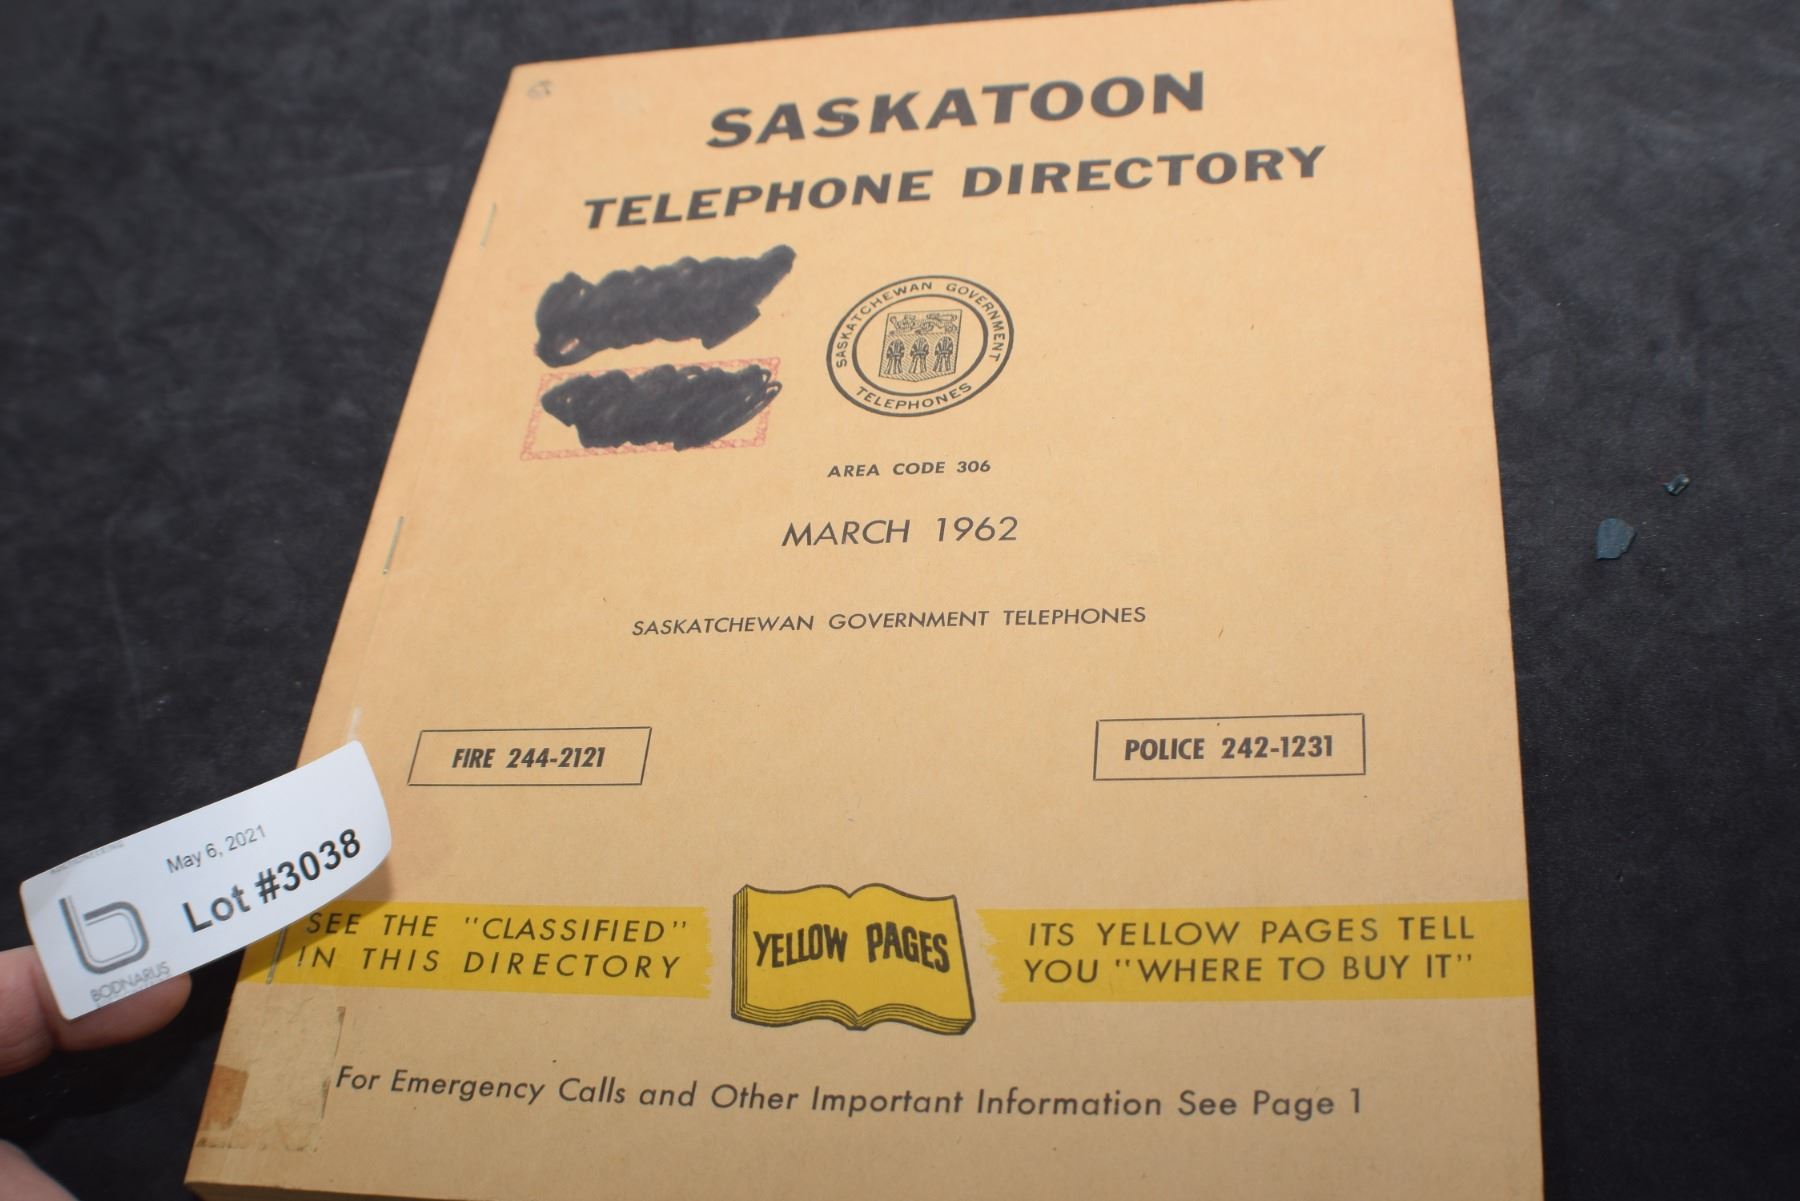 SASKATOON
TELEPHONE DIRECTORY
SASKATCHEWAN GOVERNMENT
TELEPHONES
AREA CODE 306
MARCH 1962
SASKATCHEWAN GOVERNMENT TELEPHONES
FIRE 244-2121
POLICE 242-1231
May 6, 2021
Lot #3038
BODNARUS
SEE THE "CLASSIFIED"
IN THIS DIRECTORY
YELLOW PAGES
ITS YELLOW PAGES TELL
YOU "WHERE TO BUY IT"
For Emergency Calls and Other Important Information See Page 1